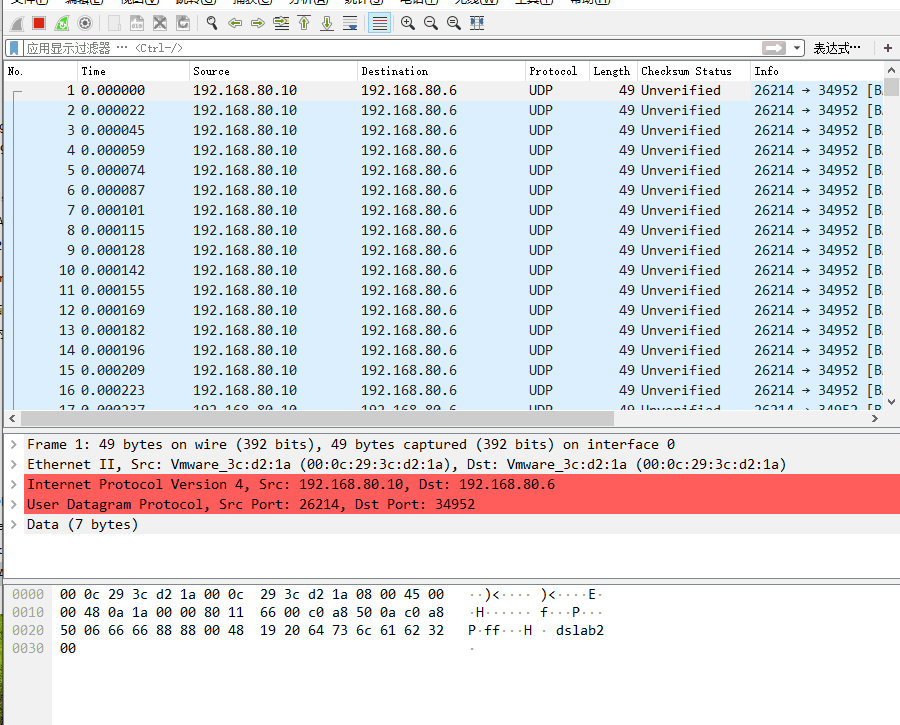 应用显示过滤器 … <Ctrl-/> 表达式…
No. Time Source Destination Protocol Length Checksum Status Info
1 0.000000 192.168.80.10 192.168.80.6 UDP 49 Unverified 26214 → 34952 [B
2 0.000022 192.168.80.10 192.168.80.6 UDP 49 Unverified 26214 → 34952 [B
3 0.000045 192.168.80.10 192.168.80.6 UDP 49 Unverified 26214 → 34952 [B
4 0.000059 192.168.80.10 192.168.80.6 UDP 49 Unverified 26214 → 34952 [B
5 0.000074 192.168.80.10 192.168.80.6 UDP 49 Unverified 26214 → 34952 [B
6 0.000087 192.168.80.10 192.168.80.6 UDP 49 Unverified 26214 → 34952 [B
7 0.000101 192.168.80.10 192.168.80.6 UDP 49 Unverified 26214 → 34952 [B
8 0.000115 192.168.80.10 192.168.80.6 UDP 49 Unverified 26214 → 34952 [B
9 0.000128 192.168.80.10 192.168.80.6 UDP 49 Unverified 26214 → 34952 [B
10 0.000142 192.168.80.10 192.168.80.6 UDP 49 Unverified 26214 → 34952 [B
11 0.000155 192.168.80.10 192.168.80.6 UDP 49 Unverified 26214 → 34952 [B
12 0.000169 192.168.80.10 192.168.80.6 UDP 49 Unverified 26214 → 34952 [B
13 0.000182 192.168.80.10 192.168.80.6 UDP 49 Unverified 26214 → 34952 [B
14 0.000196 192.168.80.10 192.168.80.6 UDP 49 Unverified 26214 → 34952 [B
15 0.000209 192.168.80.10 192.168.80.6 UDP 49 Unverified 26214 → 34952 [B
16 0.000223 192.168.80.10 192.168.80.6 UDP 49 Unverified 26214 → 34952 [B
17 0.000237 192.168.80.10 192.168.80.6 UDP 49 Unverified 26214 → 34952 [B
Frame 1: 49 bytes on wire (392 bits), 49 bytes captured (392 bits) on interface 0
Ethernet II, Src: Vmware_3c:d2:1a (00:0c:29:3c:d2:1a), Dst: Vmware_3c:d2:1a (00:0c:29:3c:d2:1a)
Internet Protocol Version 4, Src: 192.168.80.10, Dst: 192.168.80.6
User Datagram Protocol, Src Port: 26214, Dst Port: 34952
Data (7 bytes)
0000 00 0c 29 3c d2 1a 00 0c 29 3c d2 1a 08 00 45 00 ··)<···· )<····E·
0010 00 48 0a 1a 00 00 80 11 66 00 c0 a8 50 0a c0 a8 ·H······ f···P···
0020 50 06 66 66 88 88 00 48 19 20 64 73 6c 61 62 32 P·ff···H · dslab2
0030 00 ·